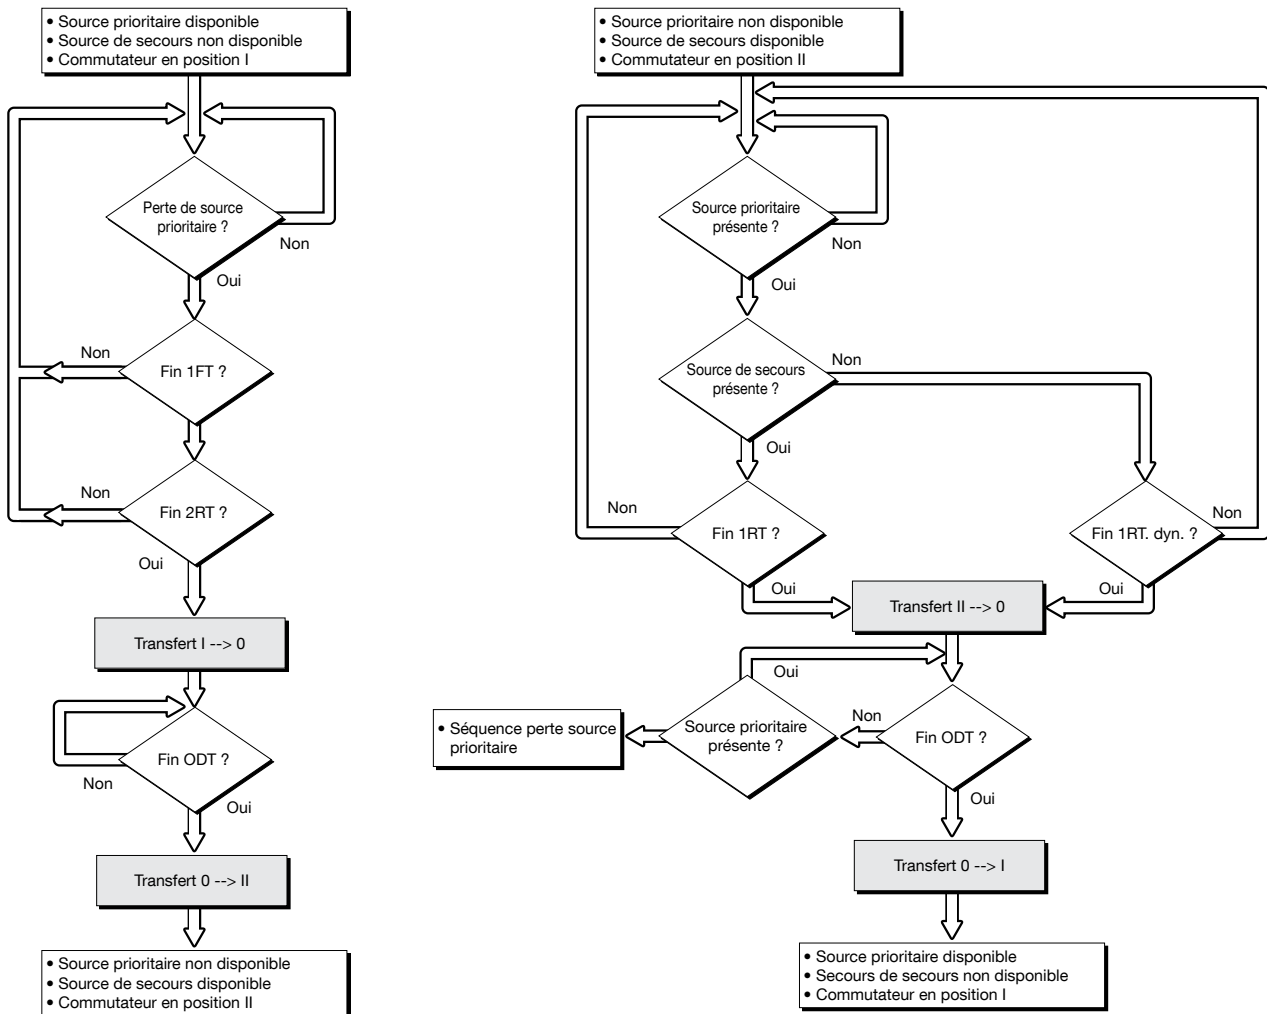 • Source prioritaire disponible
• Source de secours non disponible
• Commutateur en position I
Perte de source
prioritaire ?
Non
Oui
Fin 1FT ?
Non
Fin 2RT ?
Non
Oui
Transfert I --> 0
Fin ODT ?
Non
Oui
Transfert 0 --> II
• Source prioritaire non disponible
• Source de secours disponible
• Commutateur en position II
• Source prioritaire non disponible
• Source de secours disponible
• Commutateur en position II
Source prioritaire
présente ?
Non
Oui
Source de secours
présente ?
Non
Oui
Fin 1RT ?
Non
Oui
Fin 1RT. dyn. ?
Non
Oui
Transfert II --> 0
Oui
Source prioritaire
présente ?
Non
Fin ODT ?
Oui
• Séquence perte source
prioritaire
Transfert 0 --> I
• Source prioritaire disponible
• Secours de secours non disponible
• Commutateur en position I